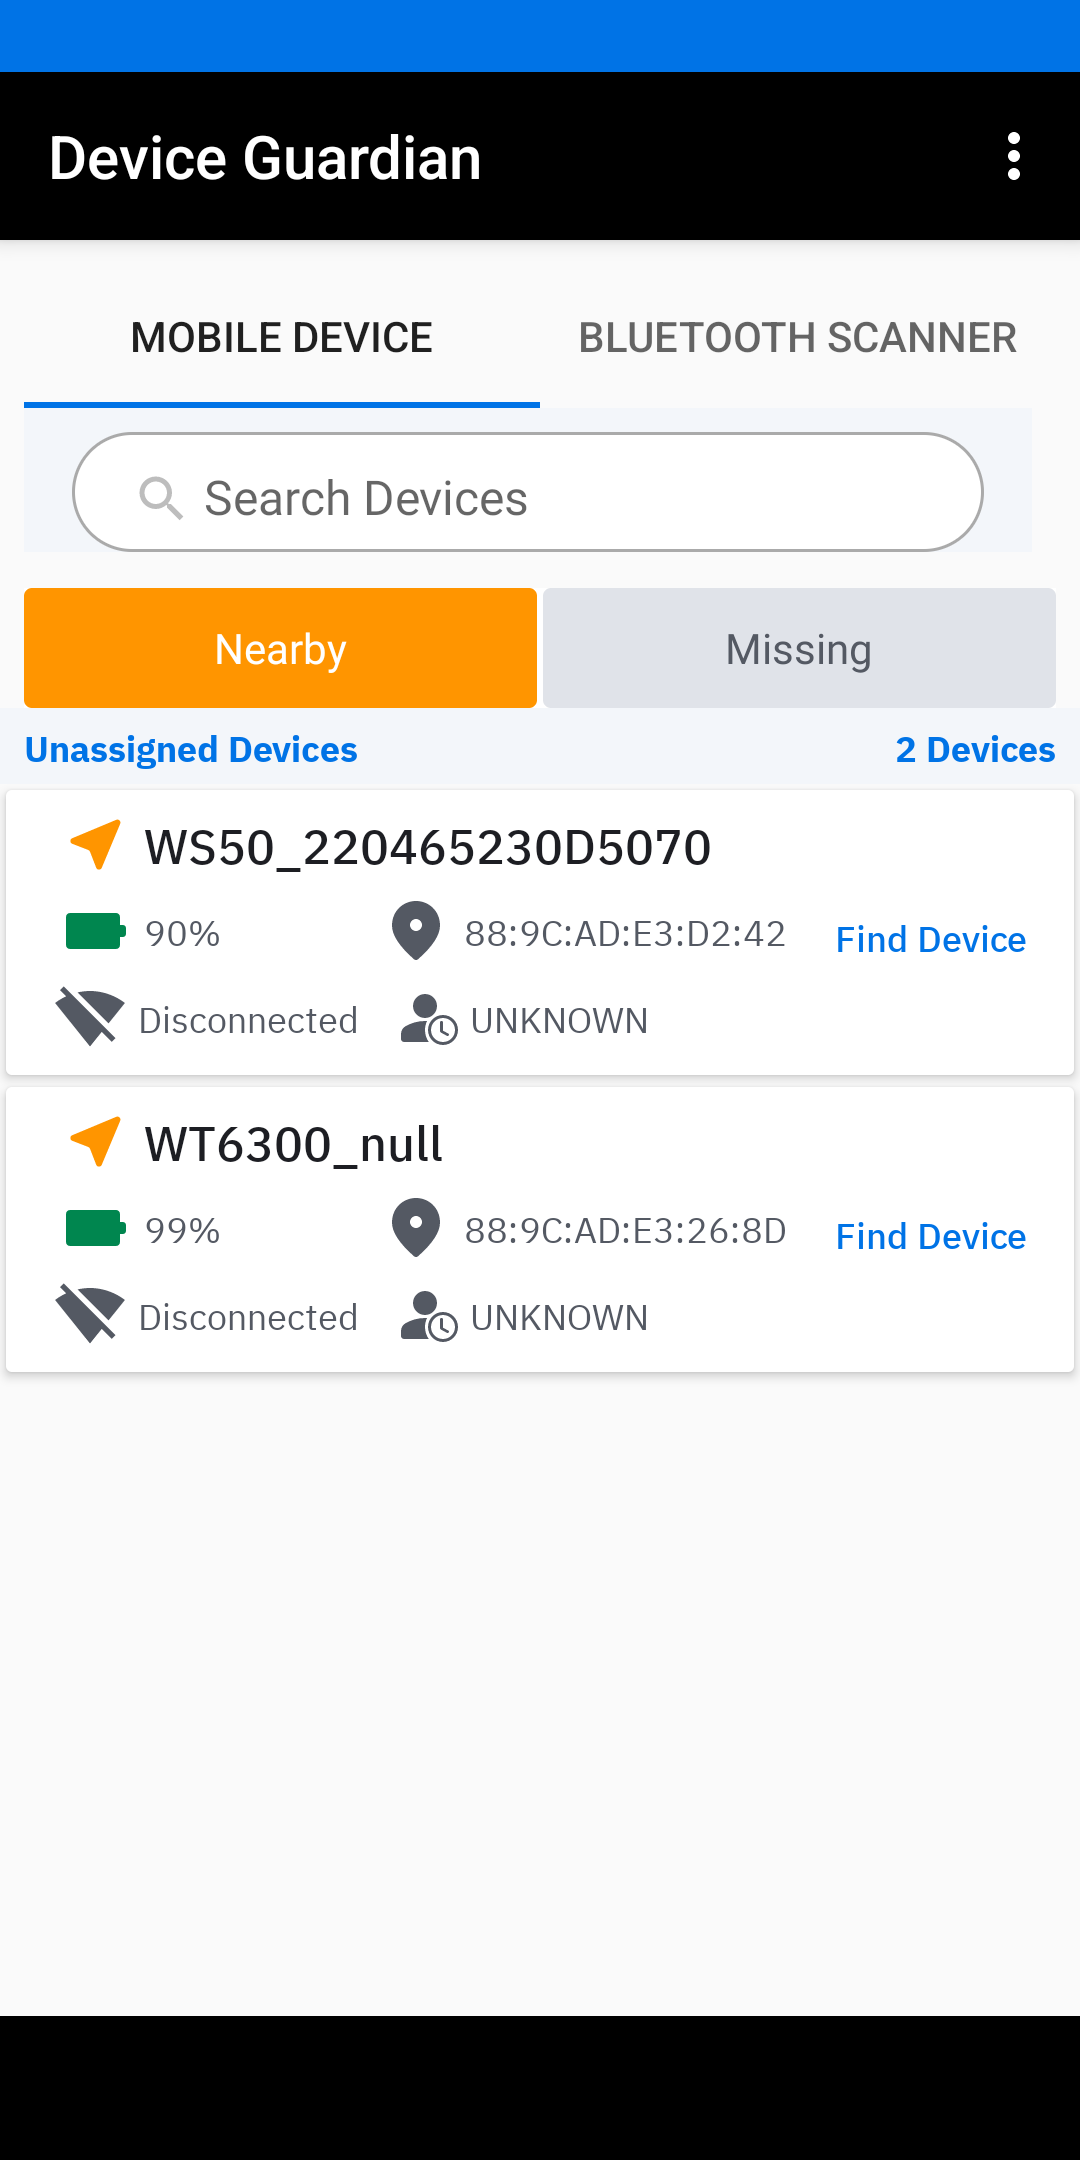 Device Guardian
MOBILE DEVICE
BLUETOOTH SCANNER
Search Devices
Nearby
Missing
Unassigned Devices
2 Devices
WS50_220465230D5070
90%
88:9C:AD:E3:D2:42
Find Device
Disconnected
UNKNOWN
WT6300_null
99%
88:9C:AD:E3:26:8D
Find Device
Disconnected
UNKNOWN